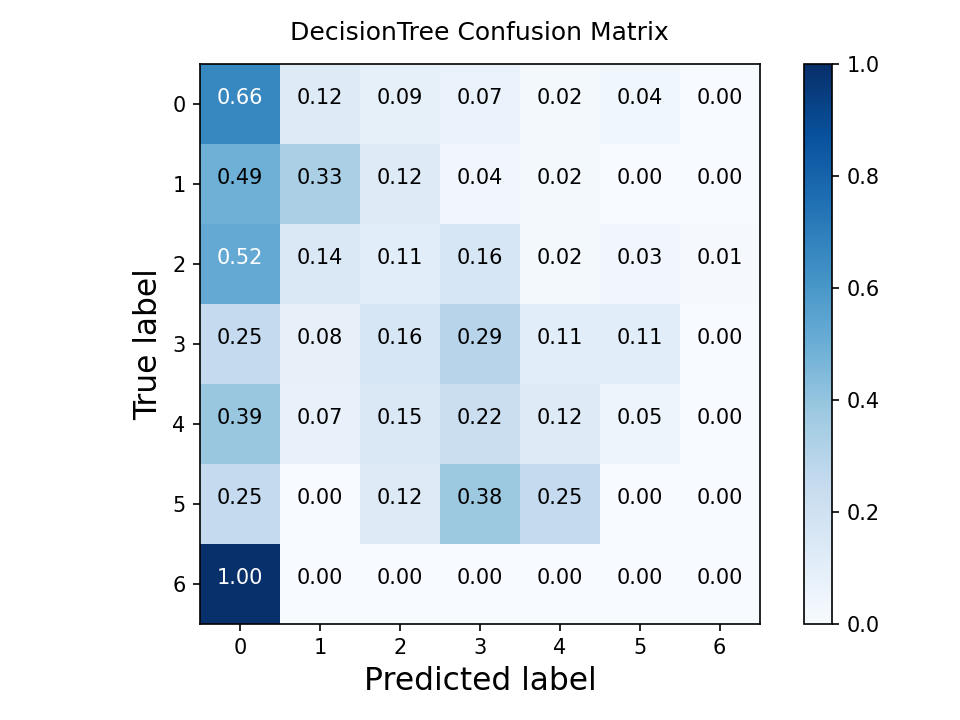 DecisionTree Confusion Matrix
0 0.66 0.12 0.09 0.07 0.02 0.04 0.00
1 0.49 0.33 0.12 0.04 0.02 0.00 0.00
2 0.52 0.14 0.11 0.16 0.02 0.03 0.01
3 0.25 0.08 0.16 0.29 0.11 0.11 0.00
4 0.39 0.07 0.15 0.22 0.12 0.05 0.00
5 0.25 0.00 0.12 0.38 0.25 0.00 0.00
6 1.00 0.00 0.00 0.00 0.00 0.00 0.00
0 1 2 3 4 5 6
Predicted label
True label
1.0
0.8
0.6
0.4
0.2
0.0